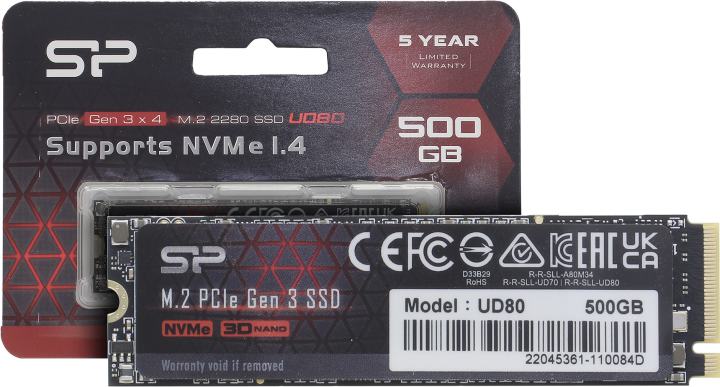 SP
5 YEAR
LIMITED
WARRANTY
PCIe Gen 3 x 4 M.2 2280 SSD UD80
Supports NVMe 1.4
500
GB
SP
M.2 PCIe Gen 3 SSD
NVMe 3D NAND
Warranty void if removed
CE FC EAC UKCA
D33B29
RoHS
R-R-SLL-A80M34
R-R-SLL-UD70 | R-R-SLL-UD80
Model : UD80 500GB
22045361-110084D